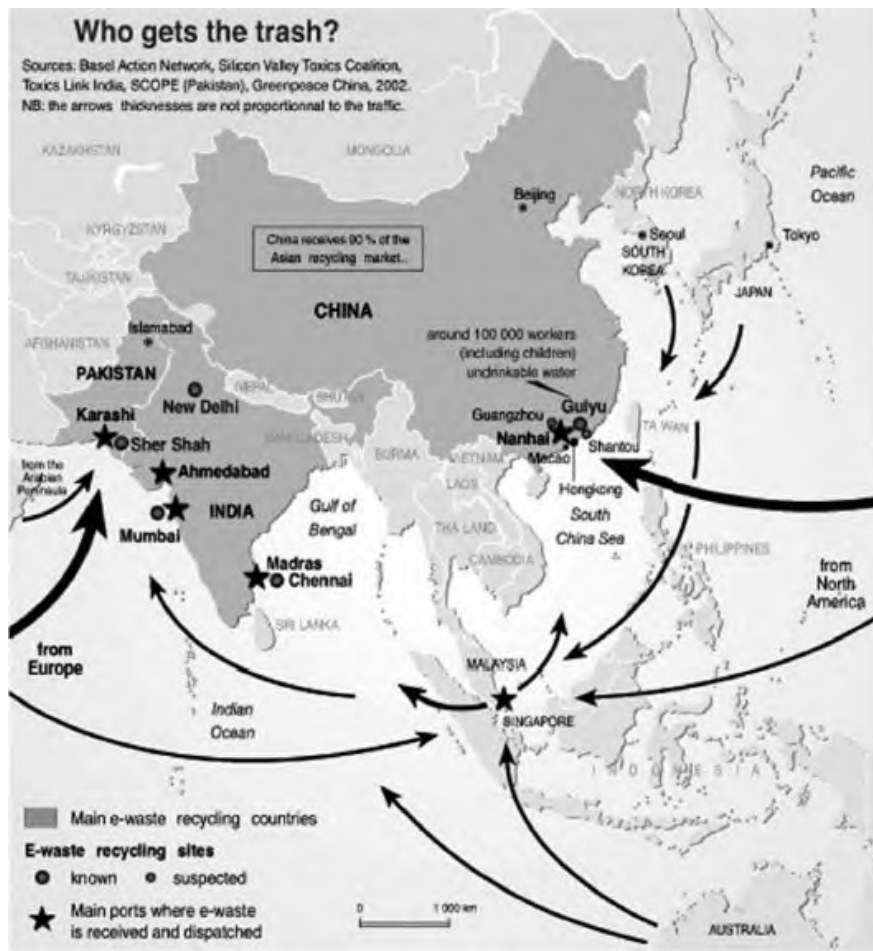 Who gets the trash?
Sources: Basel Action Network, Silicon Valley Toxics Coalition,
Toxics Link India, SCOPE (Pakistan), Greenpeace China, 2002.
NB: the arrows thicknesses are not proportionnal to the traffic.
KAZAKHSTAN
MONGOLIA
Pacific
Ocean
Beijing
NORTH KOREA
KYRGYZSTAN
China receives 90 % of the
Asian recycling market..
Seoul
SOUTH
KOREA
Tokyo
TAJIKISTAN
JAPAN
CHINA
Islamabad
around 100 000 workers
(including children)
undrinkable water
AFGHANISTAN
PAKISTAN
NEPAL
BHUTAN
New Delhi
Karashi
Guangzhou
Guiyu
TAIWAN
Sher Shah
BANGLADESH
Nanhai
Shantou
from the
Arabian
Peninsula
Ahmedabad
BURMA
VIETNAM
Macao
LAOS
Hongkong
INDIA
Gulf of
Bengal
South
China Sea
Mumbai
THAILAND
PHILIPPINES
Madras
Chennai
CAMBODIA
from
North
America
SRI LANKA
from
Europe
MALAYSIA
Indian
Ocean
SINGAPORE
INDONESIA
Main e-waste recycling countries
E-waste recycling sites
known suspected
Main ports where e-waste
is received and dispatched
0 1 000 km
AUSTRALIA